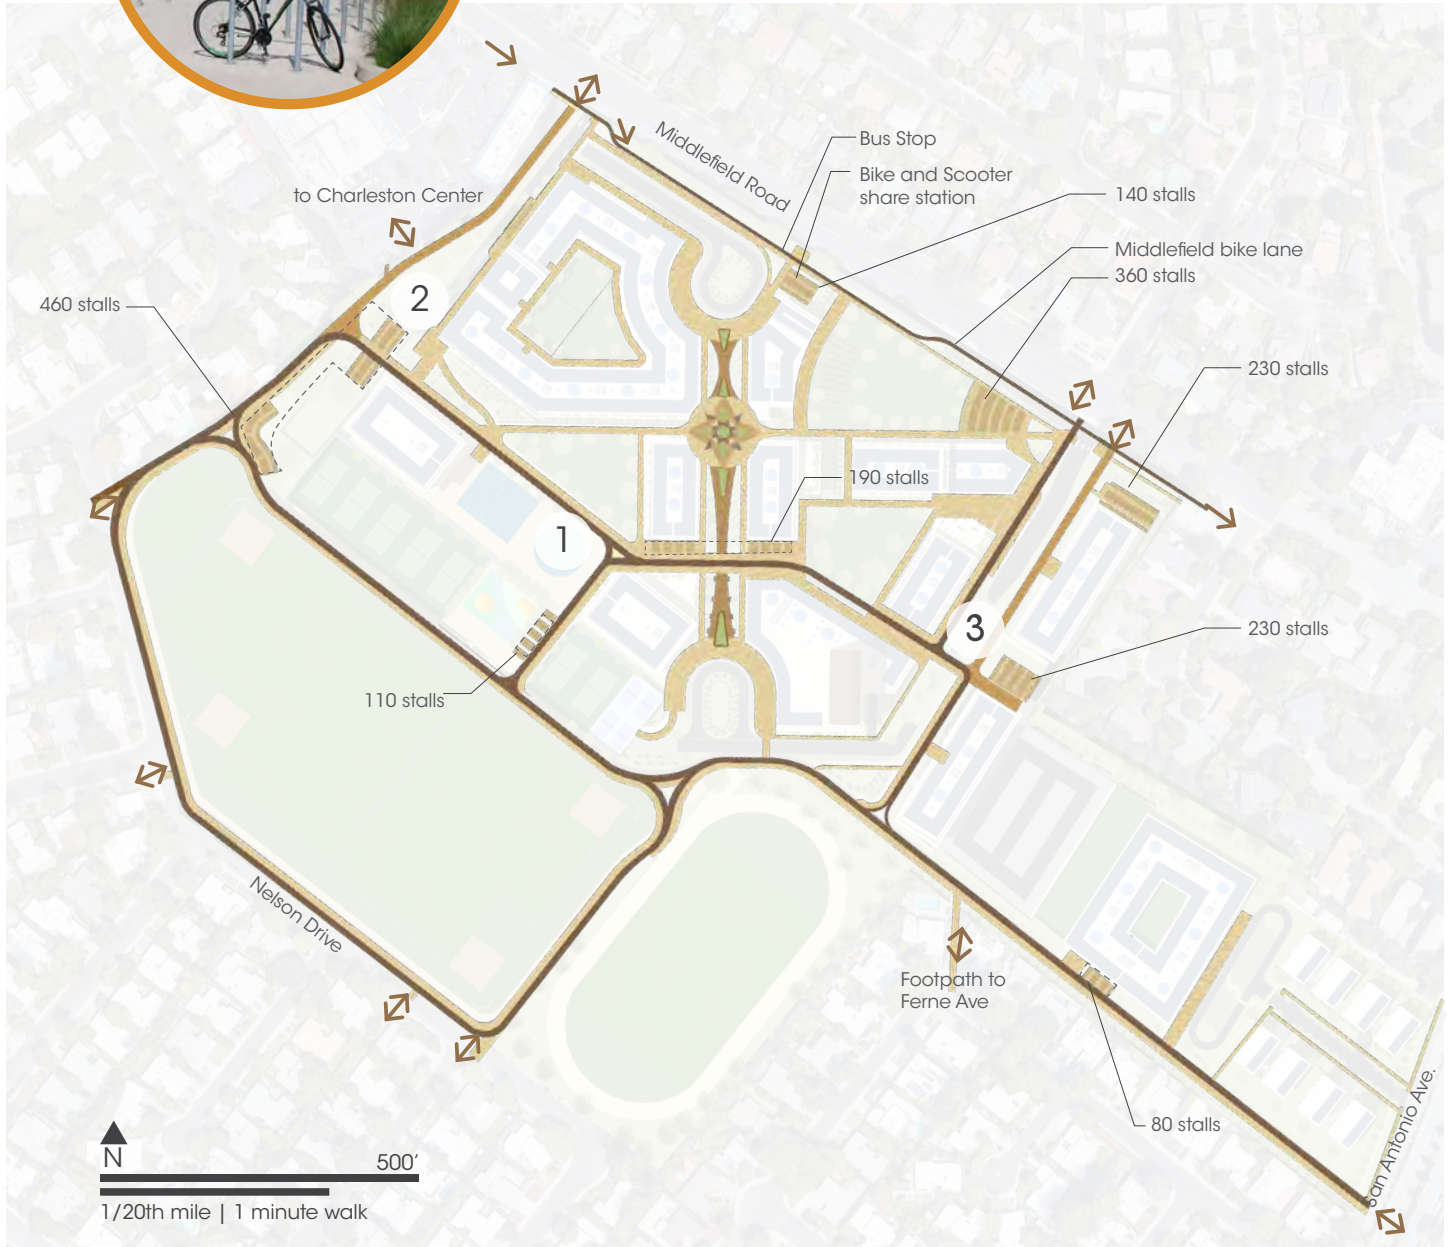 Middlefield Road
Bus Stop
Bike and Scooter
share station
140 stalls
to Charleston Center
Middlefield bike lane
360 stalls
2
460 stalls
230 stalls
190 stalls
1
3
230 stalls
110 stalls
Nelson Drive
Footpath to
Ferne Ave
80 stalls
San Antonio Ave.
N
500'
1/20th mile | 1 minute walk